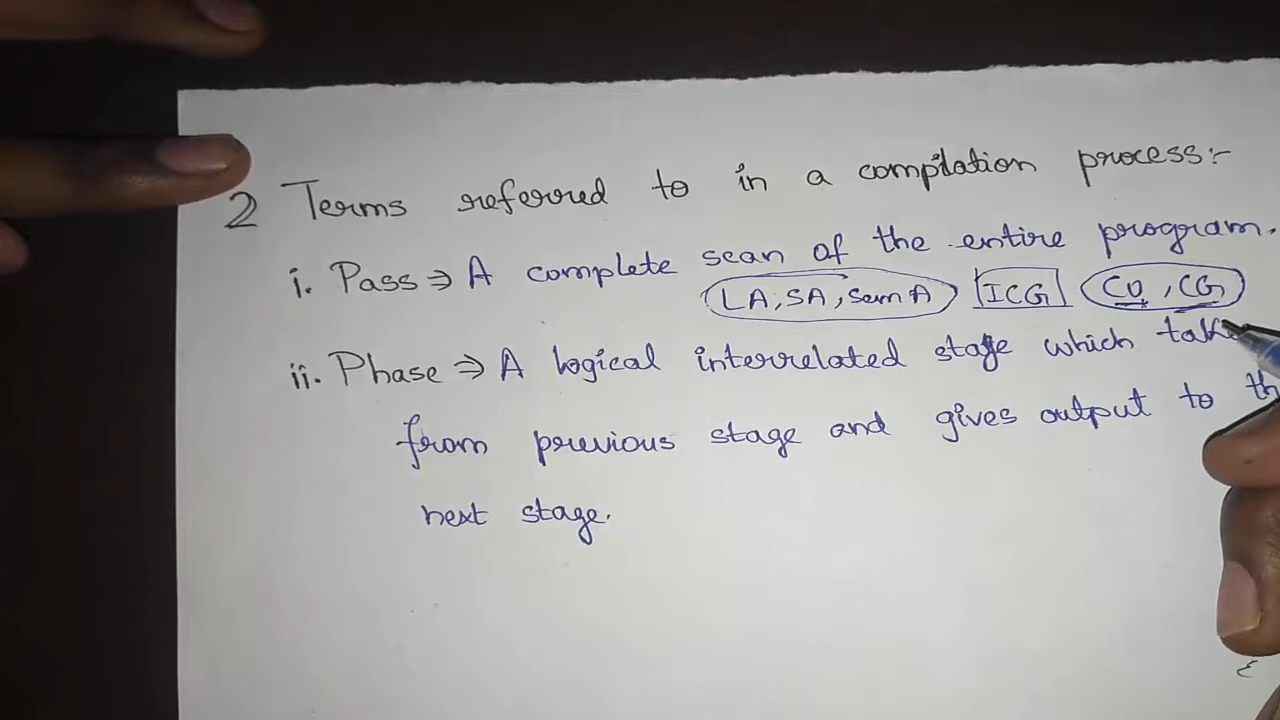 2 Terms referred to in a compilation process:-
i. Pass ⇒ A complete scan of the entire program.
LA, SA, Sem A ICG CO, CG
ii. Phase ⇒ A logical interrelated stage which
from previous stage and gives output to
next stage.